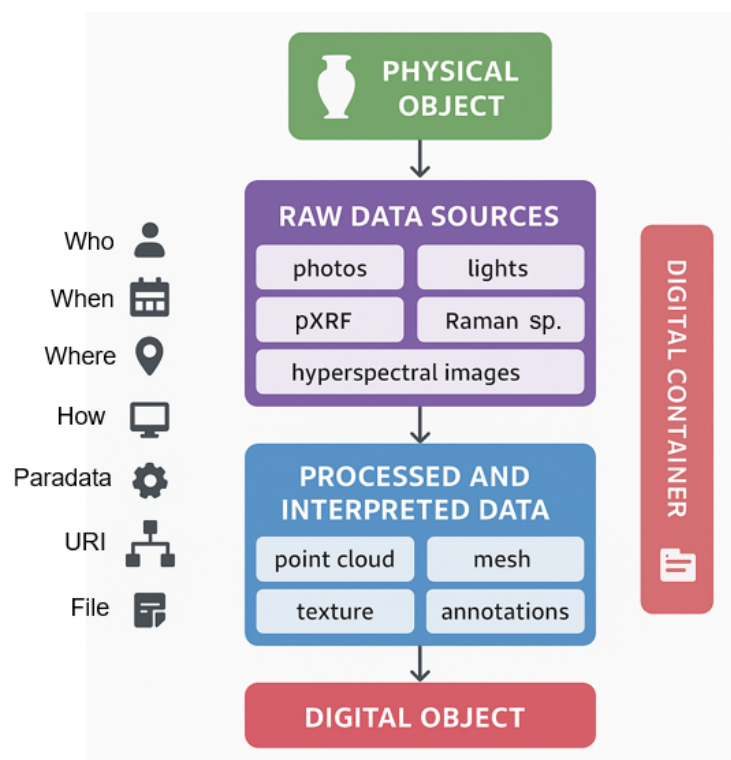 PHYSICAL
OBJECT
RAW DATA SOURCES
photos
lights
pXRF
Raman sp.
hyperspectral images
PROCESSED AND
INTERPRETED DATA
point cloud
mesh
texture
annotations
DIGITAL OBJECT
Who
When
Where
How
Paradata
URI
File
DIGITAL CONTAINER